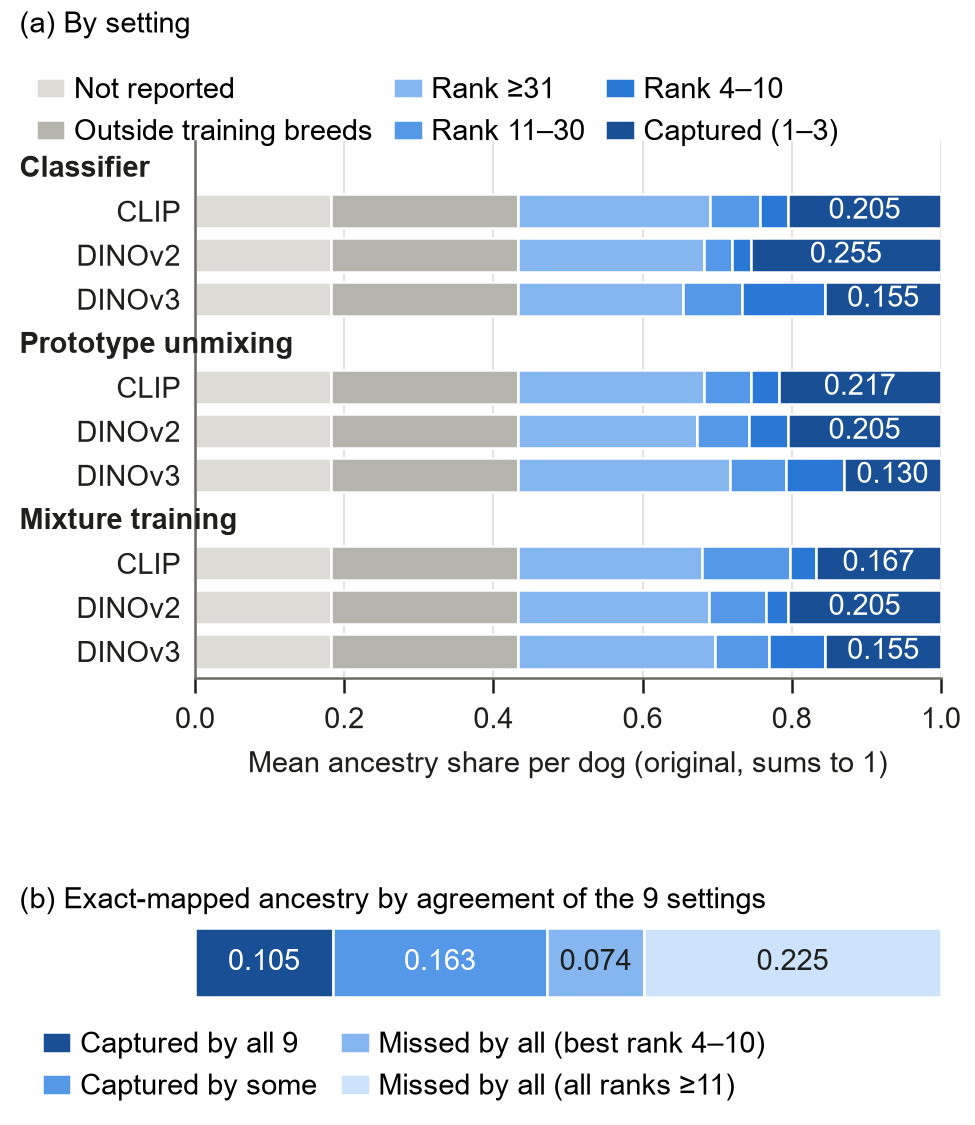 (a) By setting
Not reported
Rank ≥31
Rank 4–10
Outside training breeds
Rank 11–30
Captured (1–3)
Classifier
CLIP
0.205
DINOv2
0.255
DINOv3
0.155
Prototype unmixing
CLIP
0.217
DINOv2
0.205
DINOv3
0.130
Mixture training
CLIP
0.167
DINOv2
0.205
DINOv3
0.155
0.0 0.2 0.4 0.6 0.8 1.0
Mean ancestry share per dog (original, sums to 1)
(b) Exact-mapped ancestry by agreement of the 9 settings
0.105 0.163 0.074 0.225
Captured by all 9
Missed by all (best rank 4–10)
Captured by some
Missed by all (all ranks ≥11)